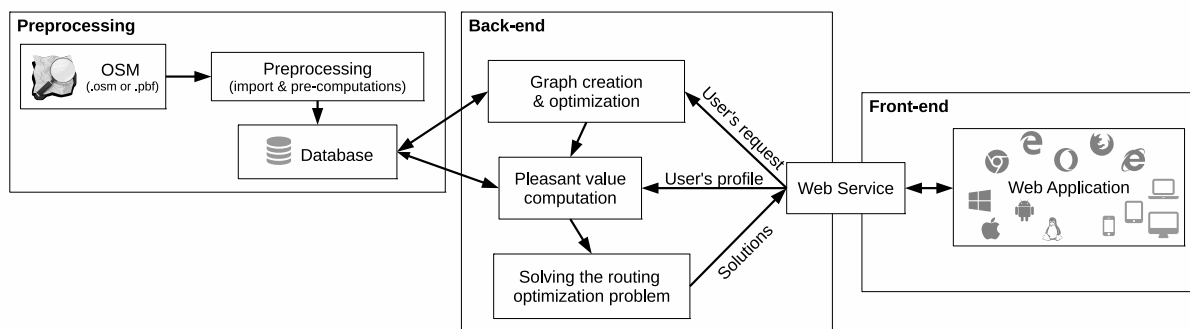 Preprocessing
OSM
(.osm or .pbf)
Preprocessing
(import & pre-computations)
Database
Back-end
Graph creation
& optimization
Pleasant value
computation
Solving the routing
optimization problem
User's request
User's profile
Solutions
Web Service
Front-end
Web Application